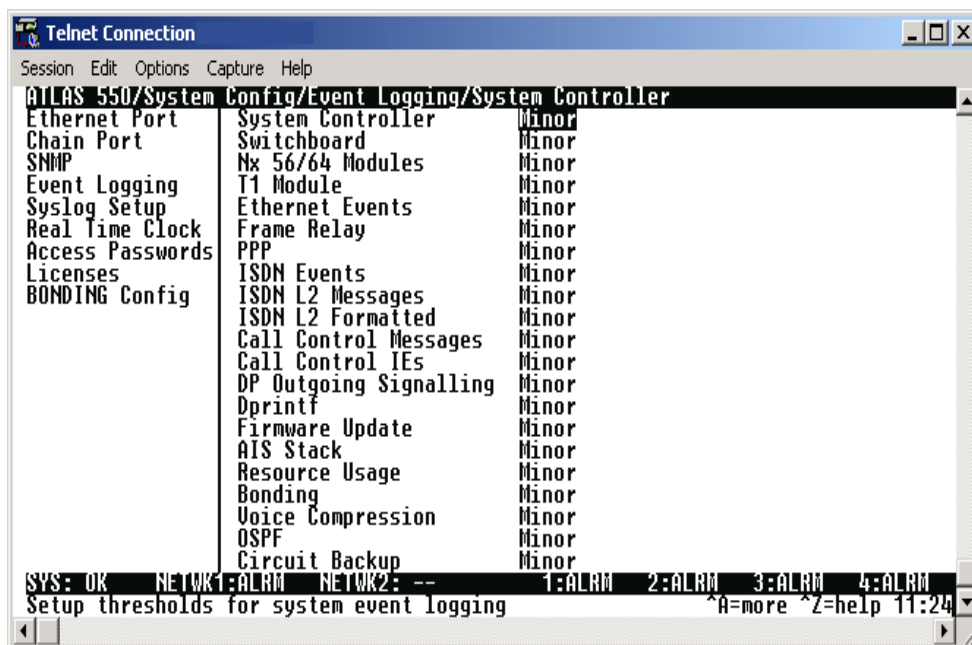 Telnet Connection
Session Edit Options Capture Help
ATLAS 550/System Config/Event Logging/System Controller
Ethernet Port System Controller Minor
Chain Port Switchboard Minor
SNMP Nx 56/64 Modules Minor
Event Logging T1 Module Minor
Syslog Setup Ethernet Events Minor
Real Time Clock Frame Relay Minor
Access Passwords PPP Minor
Licenses ISDN Events Minor
BONDING Config ISDN L2 Messages Minor
ISDN L2 Formatted Minor
Call Control Messages Minor
Call Control IEs Minor
DP Outgoing Signalling Minor
Dprintf Minor
Firmware Update Minor
AIS Stack Minor
Resource Usage Minor
Bonding Minor
Voice Compression Minor
OSPF Minor
Circuit Backup Minor
SYS: OK NETWK1:ALRM NETWK2: -- 1:ALRM 2:ALRM 3:ALRM 4:ALRM
Setup thresholds for system event logging ^A=more ^Z=help 11:24